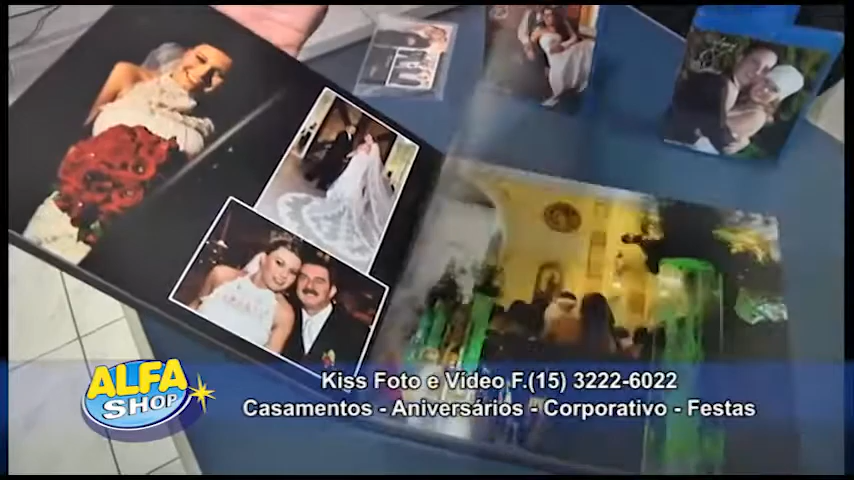 ALFA
SHOP
Kiss Foto e Vídeo F.(15) 3222-6022
Casamentos - Aniversários - Corporativo - Festas